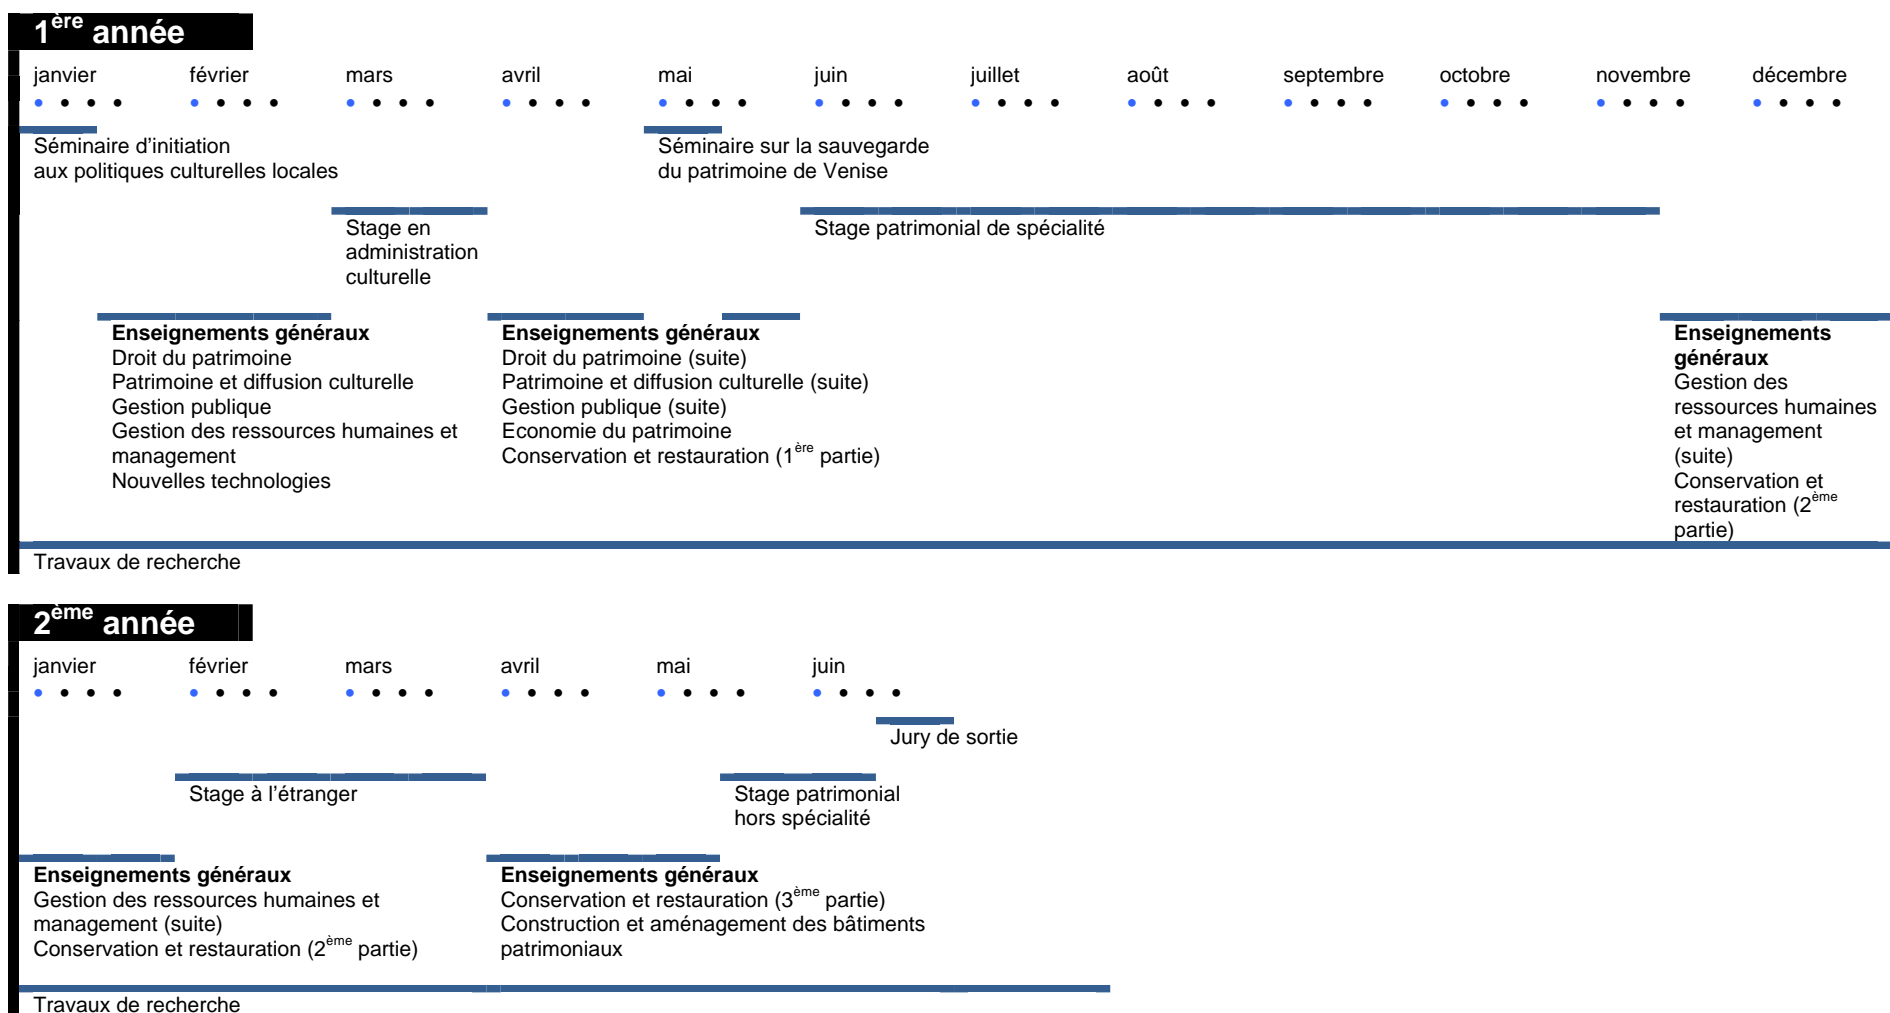 1ère année
janvier février mars avril mai juin juillet août septembre octobre novembre décembre
Séminaire d'initiation
aux politiques culturelles locales
Séminaire sur la sauvegarde
du patrimoine de Venise
Stage en
administration
culturelle
Stage patrimonial de spécialité
Enseignements généraux
Droit du patrimoine
Patrimoine et diffusion culturelle
Gestion publique
Gestion des ressources humaines et
management
Nouvelles technologies
Enseignements généraux
Droit du patrimoine (suite)
Patrimoine et diffusion culturelle (suite)
Gestion publique (suite)
Economie du patrimoine
Conservation et restauration (1ère partie)
Enseignements
généraux
Gestion des
ressources humaines
et management
(suite)
Conservation et
restauration (2ème
partie)
Travaux de recherche
2ème année
janvier février mars avril mai juin
Jury de sortie
Stage à l'étranger
Stage patrimonial
hors spécialité
Enseignements généraux
Gestion des ressources humaines et
management (suite)
Conservation et restauration (2ème partie)
Enseignements généraux
Conservation et restauration (3ème partie)
Construction et aménagement des bâtiments
patrimoniaux
Travaux de recherche